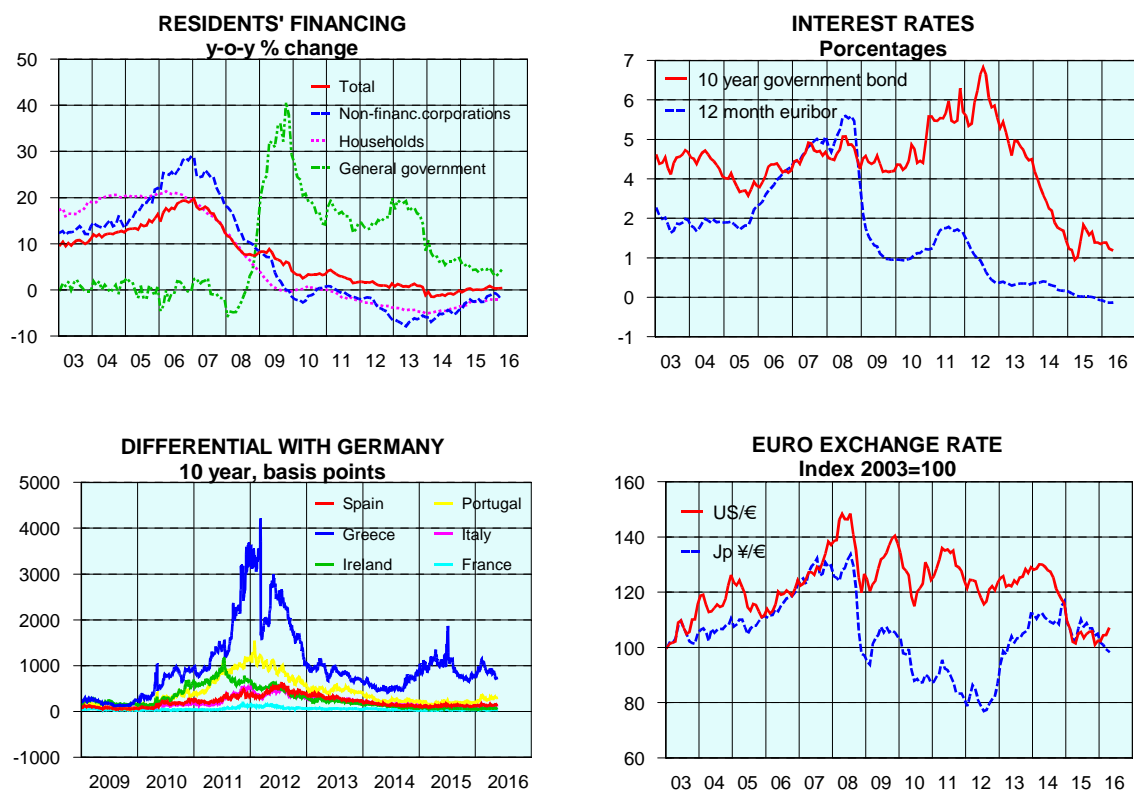 RESIDENTS' FINANCING
y-o-y % change
50
40
30
20
10
0
-10
Total
Non-financ.corporations
Households
General government
03 04 05 06 07 08 09 10 11 12 13 14 15 16
INTEREST RATES
Porcentages
7
6
5
4
2
1
0
-1
10 year government bond
12 month euribor
03 04 05 06 07 08 09 10 11 12 13 14 15 16
DIFFERENTIAL WITH GERMANY
10 year, basis points
5000
4000
3000
2000
1000
0
-1000
Spain Portugal
Greece Italy
Ireland France
2009 2010 2011 2012 2013 2014 2015 2016
EURO EXCHANGE RATE
Index 2003=100
160
140
120
100
80
60
US/€
Jp ¥/€
03 04 05 06 07 08 09 10 11 12 13 14 15 16